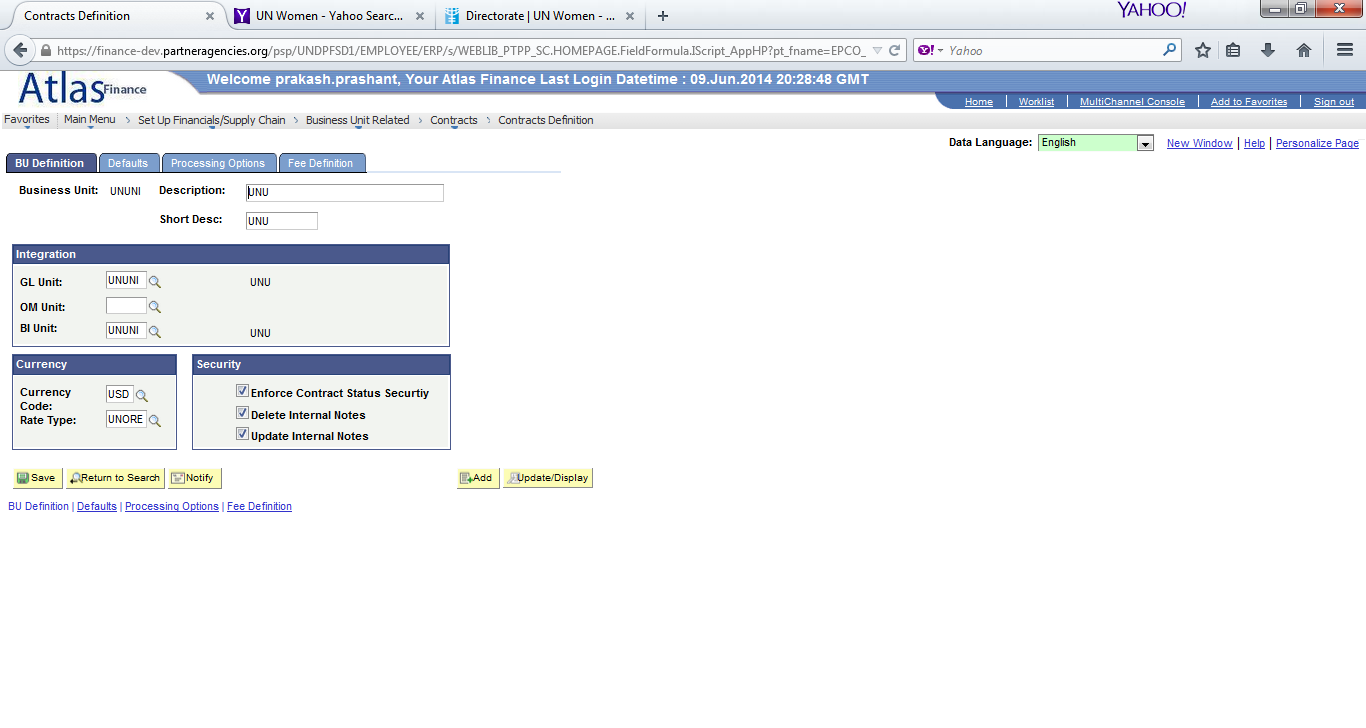 Contracts Definition
UN Women - Yahoo Searc...
Directorate | UN Women - ...
YAHOO!
https://finance-dev.partneragencies.org/psp/UNDPFSD1/EMPLOYEE/ERP/s/WEBLIB_PTPP_SC.HOMEPAGE.FieldFormula.IScript_AppHP?pt_fname=EPCO_
Yahoo
Atlas Finance
Welcome prakash.prashant, Your Atlas Finance Last Login Datetime : 09.Jun.2014 20:28:48 GMT
Home | Worklist | MultiChannel Console | Add to Favorites | Sign out
Favorites Main Menu > Set Up Financials/Supply Chain > Business Unit Related > Contracts > Contracts Definition
Data Language: English New Window | Help | Personalize Page
BU Definition Defaults Processing Options Fee Definition
Business Unit: UNUNI Description: UNU
Short Desc: UNU
Integration
GL Unit: UNUNI UNU
OM Unit:
BI Unit: UNUNI UNU
Currency
Currency Code: USD
Rate Type: UNORE
Security
Enforce Contract Status Securtiy
Delete Internal Notes
Update Internal Notes
Save Return to Search Notify Add Update/Display
BU Definition | Defaults | Processing Options | Fee Definition